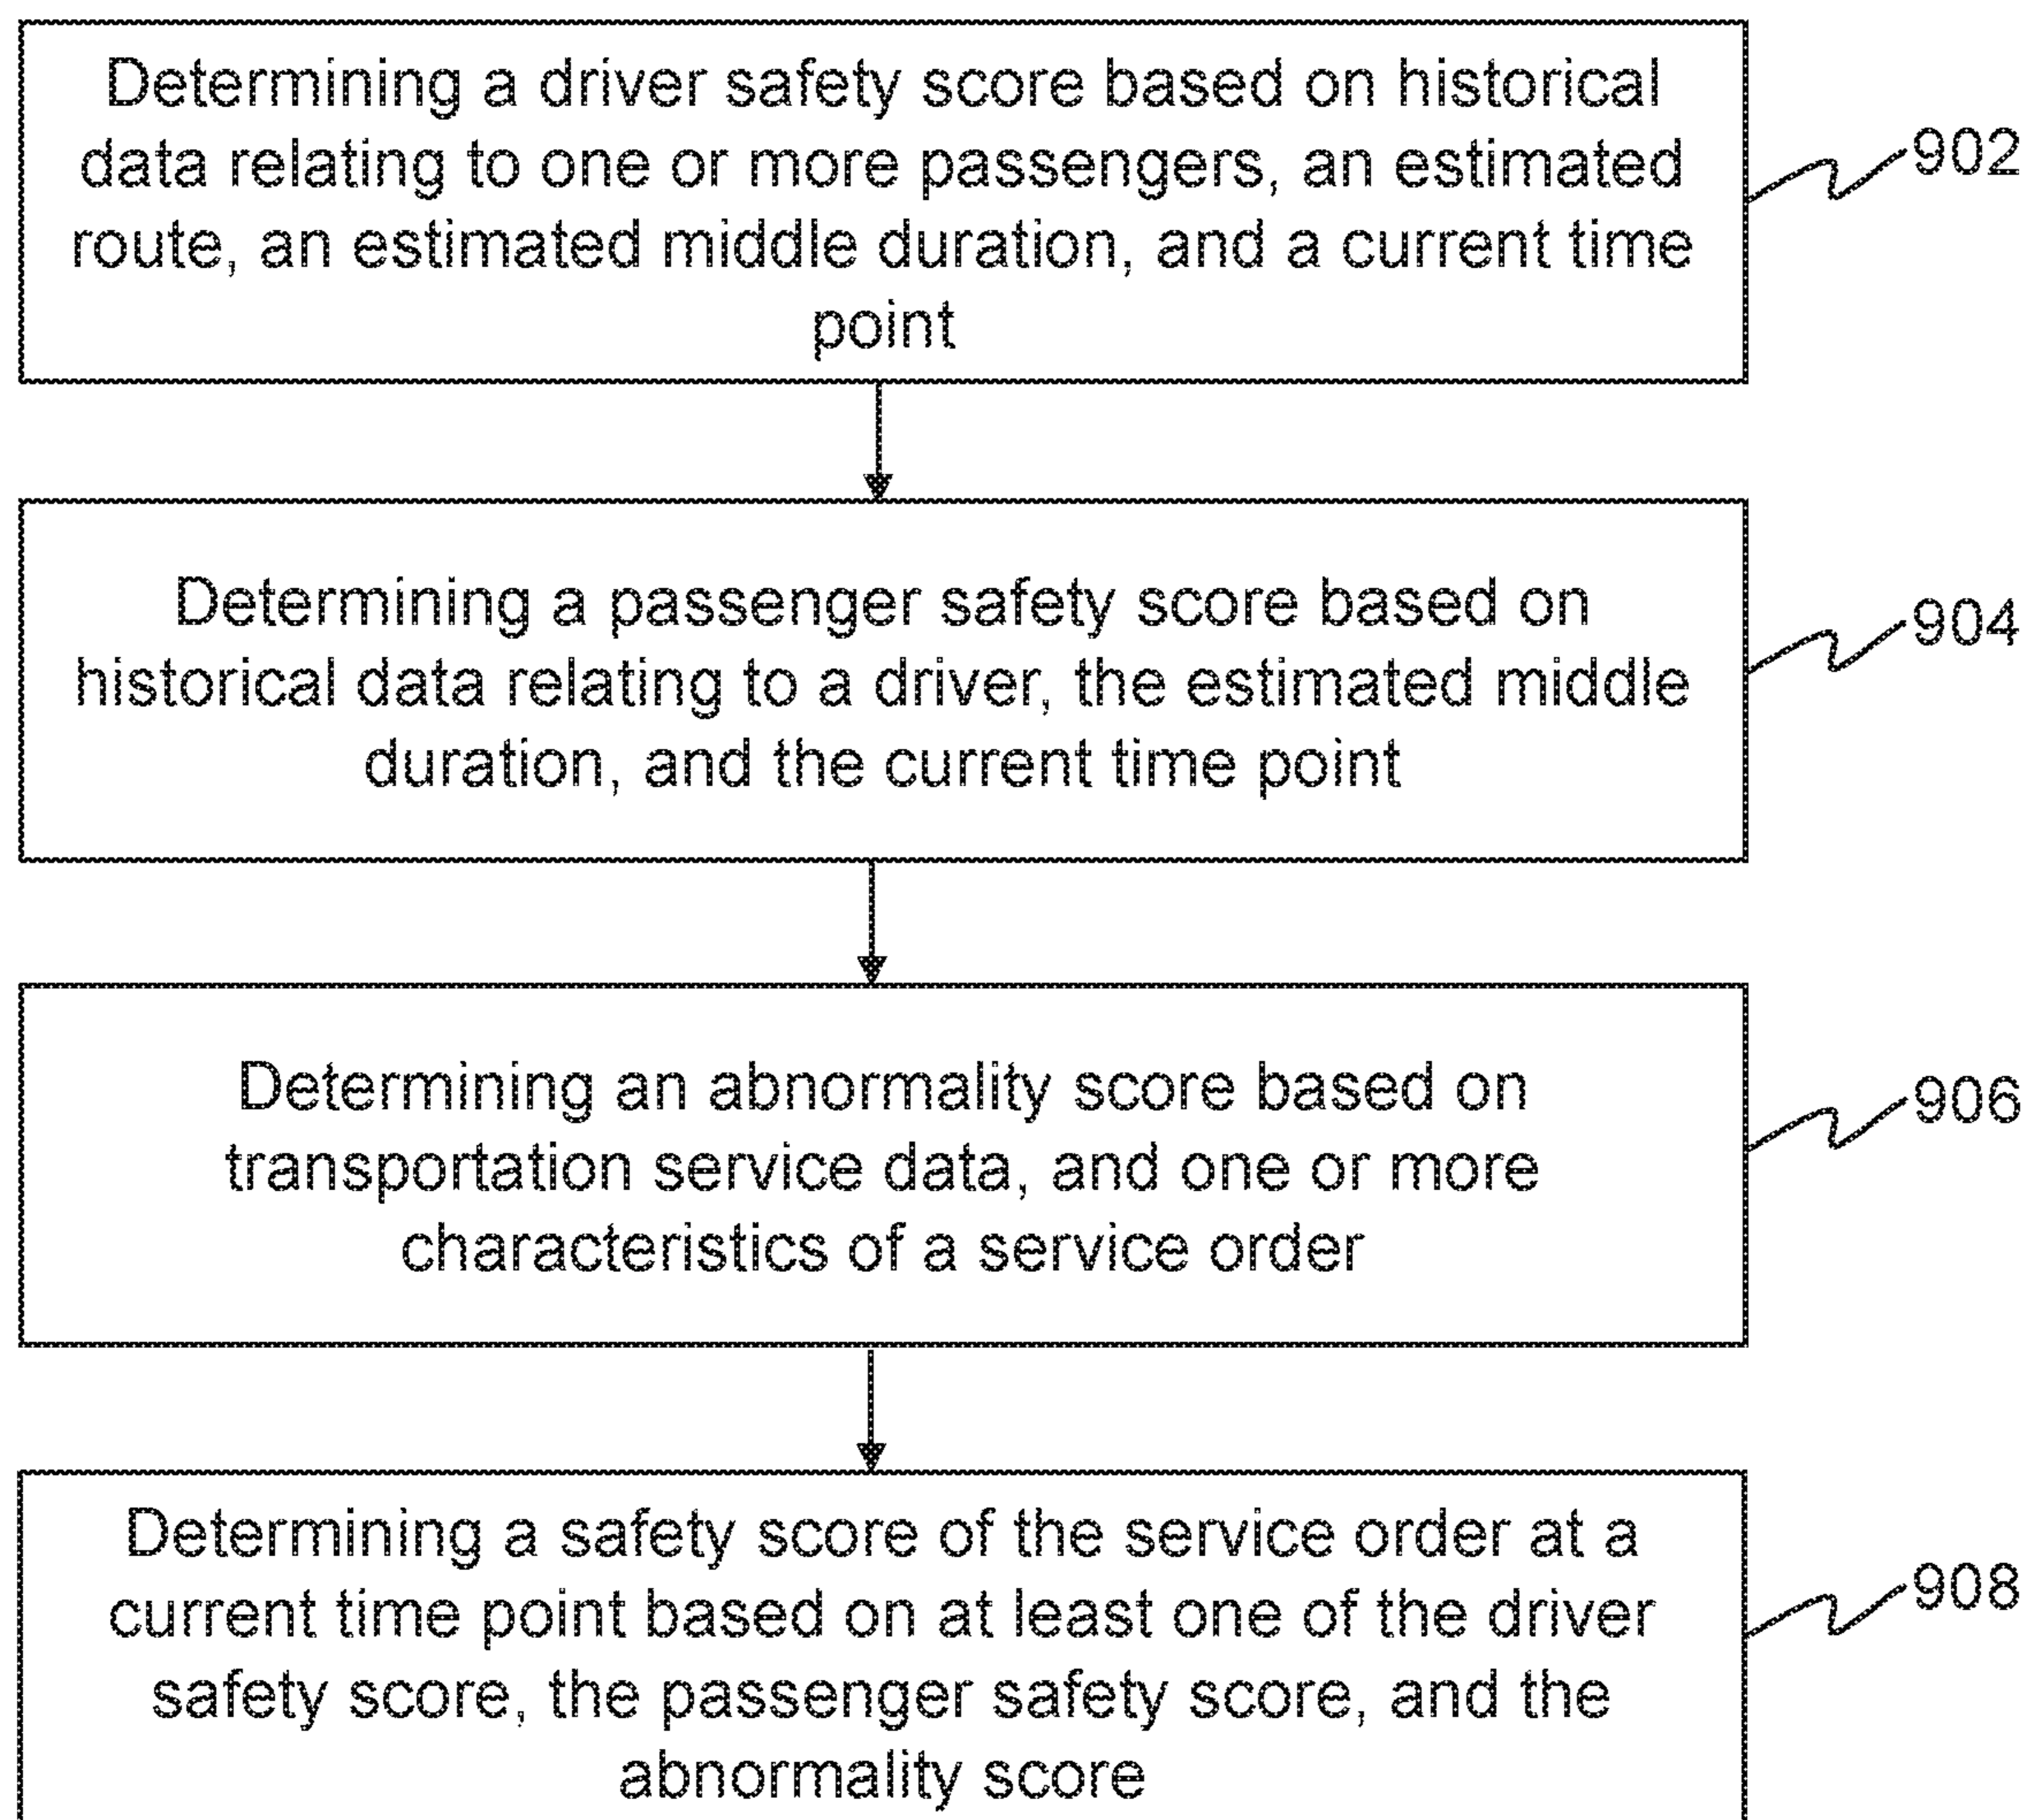 Determining a driver safety score based on historical
data relating to one or more passengers, an estimated
route, an estimated middle duration, and a current time
point
902
Determining a passenger safety score based on
historical data relating to a driver, the estimated middle
duration, and the current time point
904
Determining an abnormality score based on
transportation service data, and one or more
characteristics of a service order
906
Determining a safety score of the service order at a
current time point based on at least one of the driver
safety score, the passenger safety score, and the
abnormality score
908